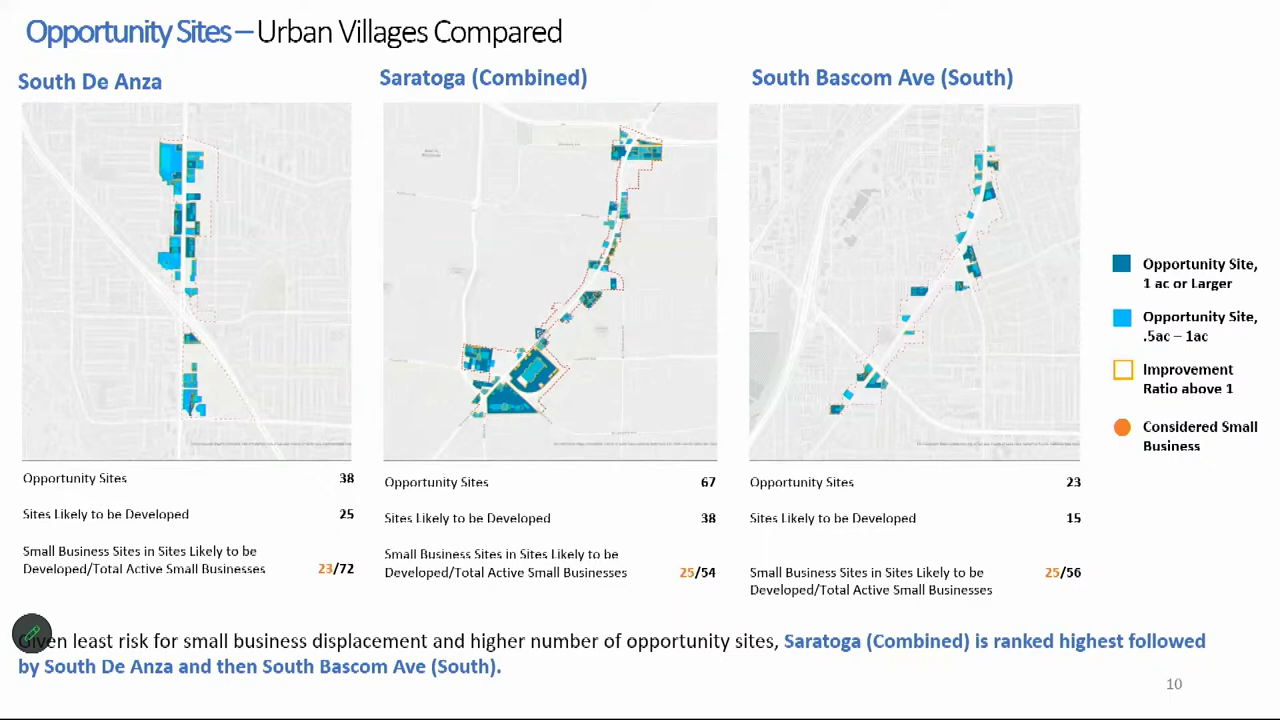 Opportunity Sites – Urban Villages Compared
South De Anza
Saratoga (Combined)
South Bascom Ave (South)
Opportunity Site,
1 ac or Larger
Opportunity Site,
.5ac – 1ac
Improvement
Ratio above 1
Considered Small
Business
Opportunity Sites 38
Sites Likely to be Developed 25
Small Business Sites in Sites Likely to be
Developed/Total Active Small Businesses 23/72
Opportunity Sites 67
Sites Likely to be Developed 38
Small Business Sites in Sites Likely to be
Developed/Total Active Small Businesses 25/54
Opportunity Sites 23
Sites Likely to be Developed 15
Small Business Sites in Sites Likely to be 25/56
Developed/Total Active Small Businesses
Given least risk for small business displacement and higher number of opportunity sites, Saratoga (Combined) is ranked highest followed
by South De Anza and then South Bascom Ave (South).
10